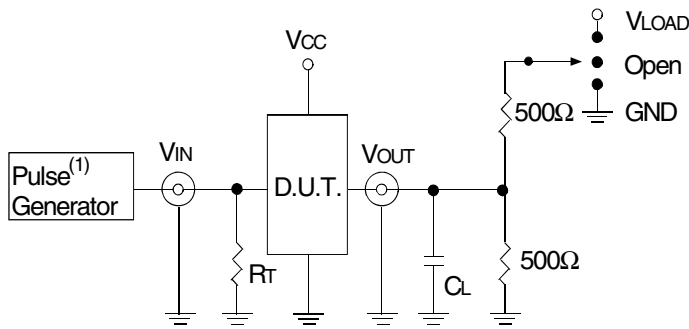 VLOAD
VCC
Open
500Ω
GND
VIN
VOUT
Pulse(1)
Generator
D.U.T.
RT
CL
500Ω